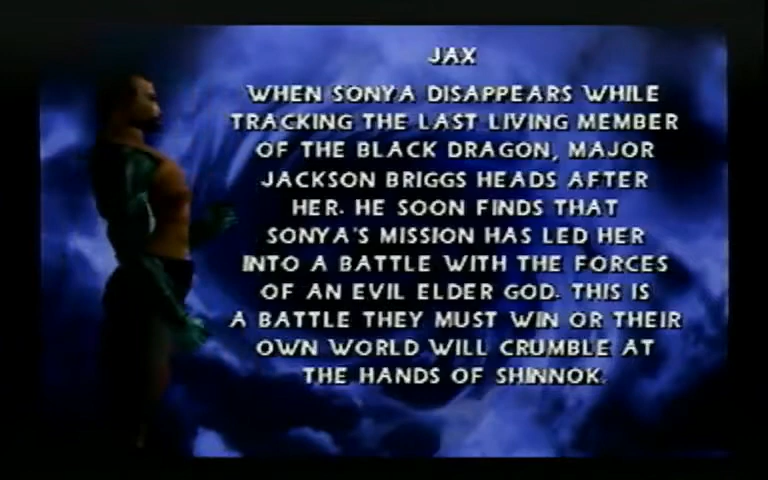 JAX
WHEN SONYA DISAPPEARS WHILE
TRACKING THE LAST LIVING MEMBER
OF THE BLACK DRAGON, MAJOR
JACKSON BRIGGS HEADS AFTER
HER. HE SOON FINDS THAT
SONYA'S MISSION HAS LED HER
INTO A BATTLE WITH THE FORCES
OF AN EVIL ELDER GOD. THIS IS
A BATTLE THEY MUST WIN OR THEIR
OWN WORLD WILL CRUMBLE AT
THE HANDS OF SHINNOK.